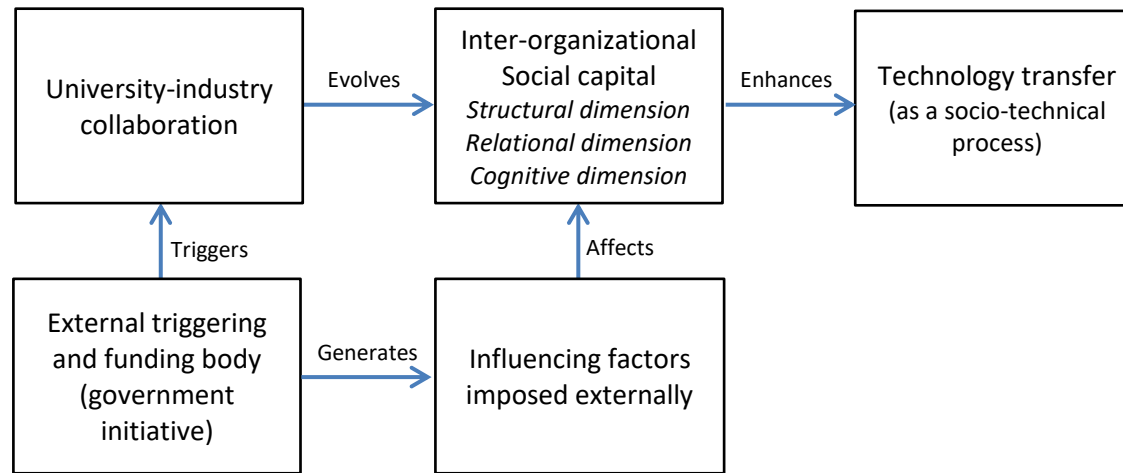 University-industry
collaboration
Evolves
Inter-organizational
Social capital
Structural dimension
Relational dimension
Cognitive dimension
Enhances
Technology transfer
(as a socio-technical
process)
Triggers
Affects
External triggering
and funding body
(government
initiative)
Generates
Influencing factors
imposed externally